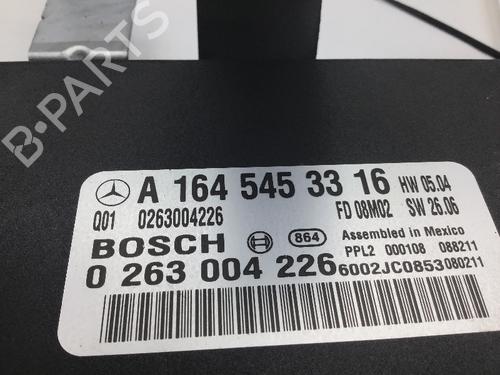 B-PARTS
A 164 545 33 16 HW 05.04
Q01 0263004226 FD 08M02 SW 26.06
BOSCH 864 Assembled in Mexico
PPL2 000108 088211
0 263 004 226 6002JC0853080211